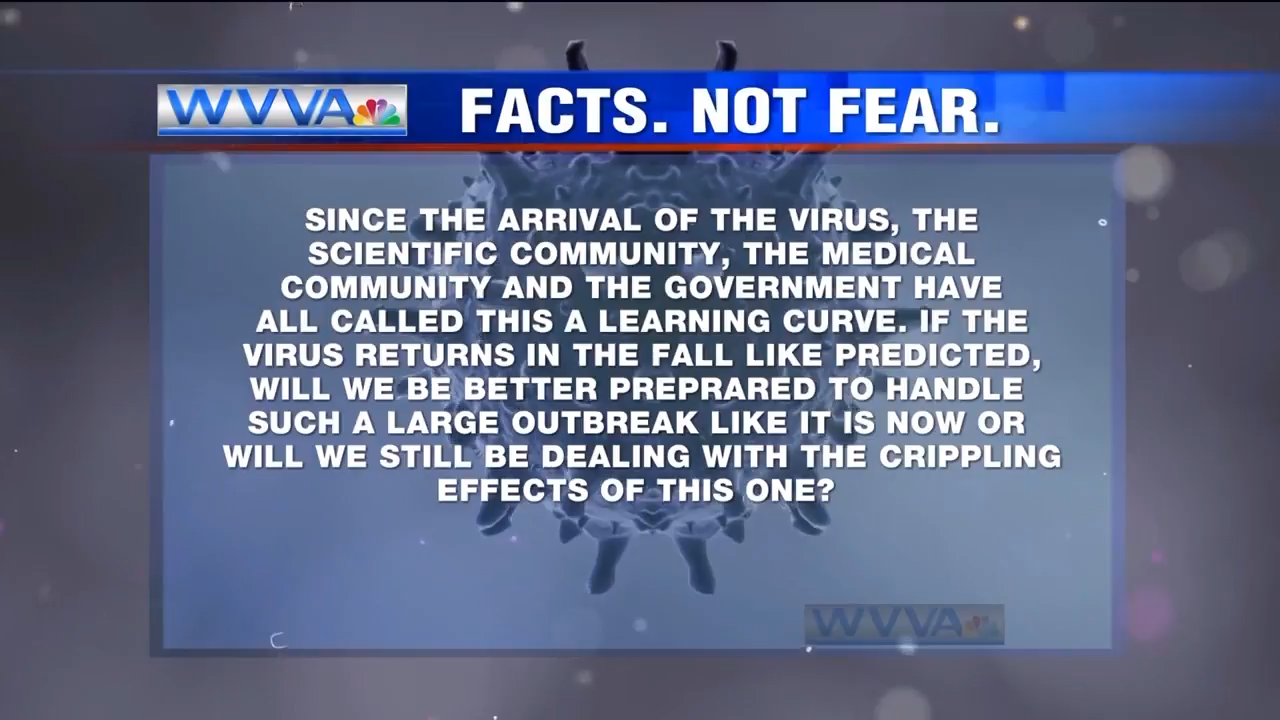 WVVA FACTS. NOT FEAR.
SINCE THE ARRIVAL OF THE VIRUS, THE
SCIENTIFIC COMMUNITY, THE MEDICAL
COMMUNITY AND THE GOVERNMENT HAVE
ALL CALLED THIS A LEARNING CURVE. IF THE
VIRUS RETURNS IN THE FALL LIKE PREDICTED,
WILL WE BE BETTER PREPRARED TO HANDLE
SUCH A LARGE OUTBREAK LIKE IT IS NOW OR
WILL WE STILL BE DEALING WITH THE CRIPPLING
EFFECTS OF THIS ONE?
WVVA